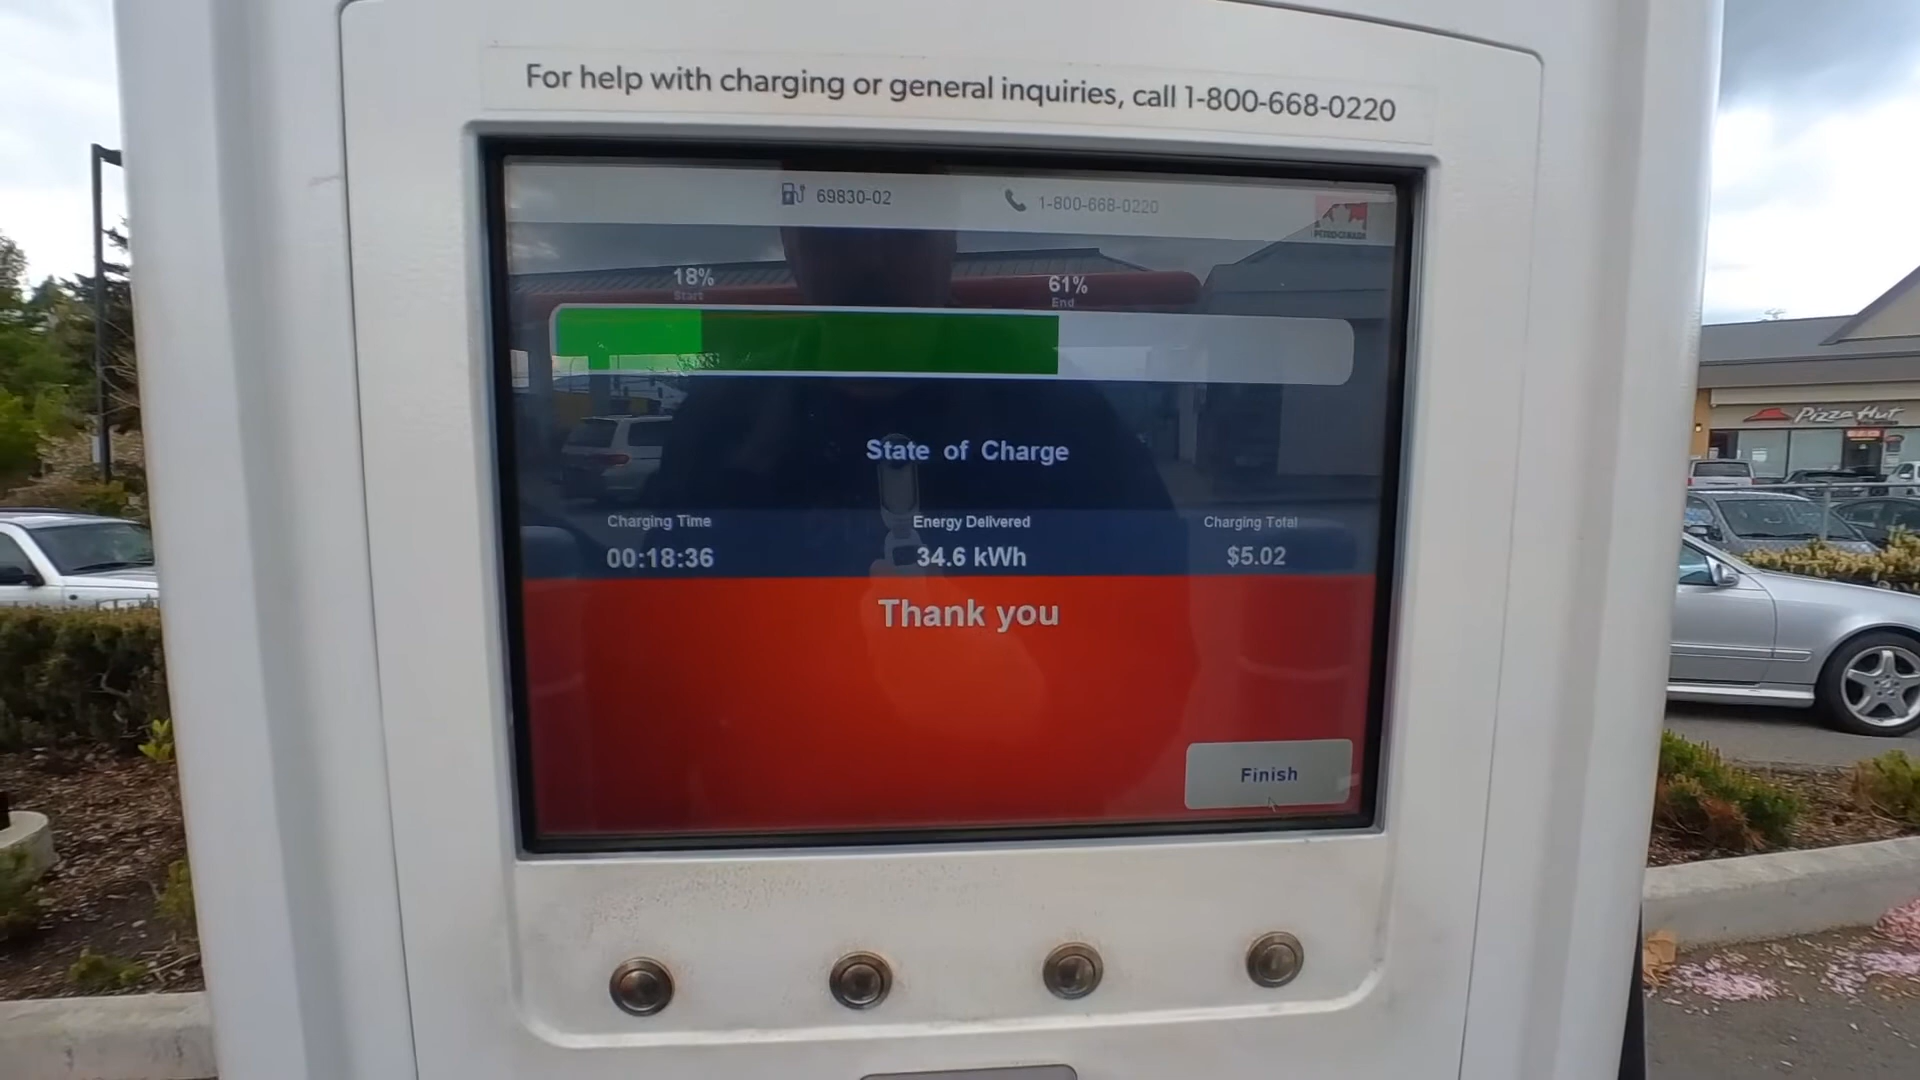 For help with charging or general inquiries, call 1-800-668-0220
69830-02 1-800-668-0220
PETRO-CANADA
18% 61%
Start End
State of Charge
Charging Time Energy Delivered Charging Total
00:18:36 34.6 kWh $5.02
Thank you
Finish
Pizza Hut